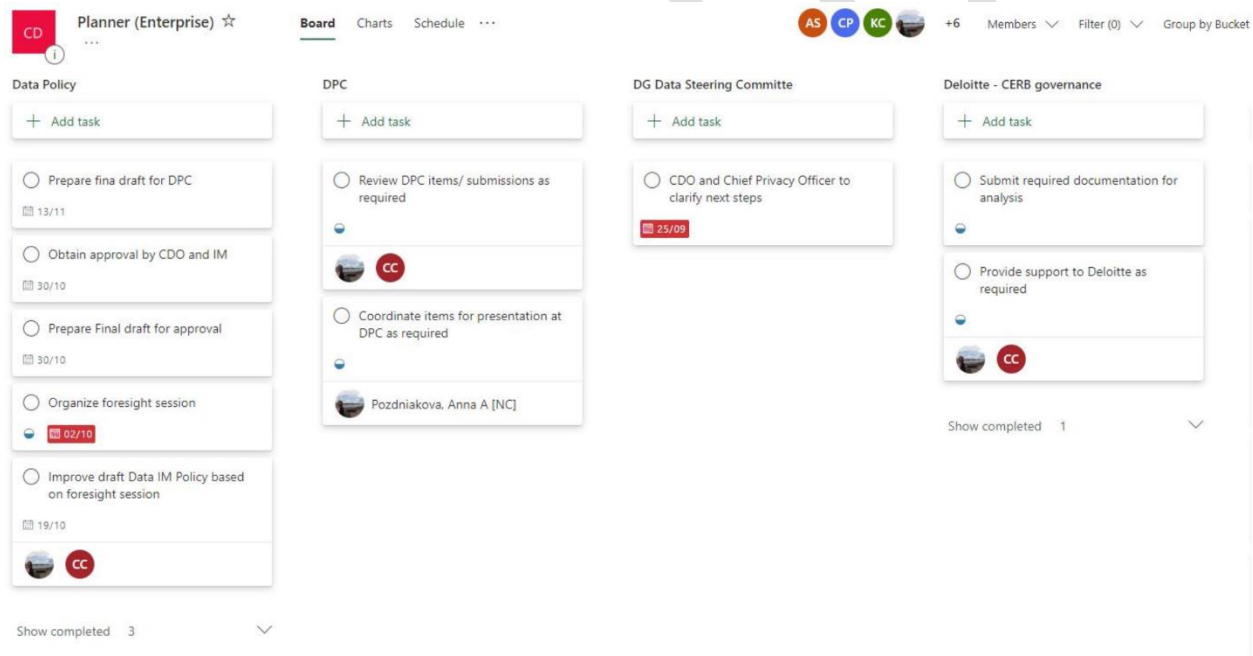 CD
Planner (Enterprise)
Board Charts Schedule
AS CP KC +6 Members Filter (0) Group by Bucket
Data Policy
Add task
Prepare fina draft for DPC
13/11
Obtain approval by CDO and IM
30/10
Prepare Final draft for approval
30/10
Organize foresight session
02/10
Improve draft Data IM Policy based
on foresight session
19/10
CC
Show completed 3
DPC
Add task
Review DPC items/ submissions as
required
CC
Coordinate items for presentation at
DPC as required
Pozdniakova, Anna A [NC]
DG Data Steering Committe
Add task
CDO and Chief Privacy Officer to
clarify next steps
25/09
Deloitte - CERB governance
Add task
Submit required documentation for
analysis
Provide support to Deloitte as
required
CC
Show completed 1